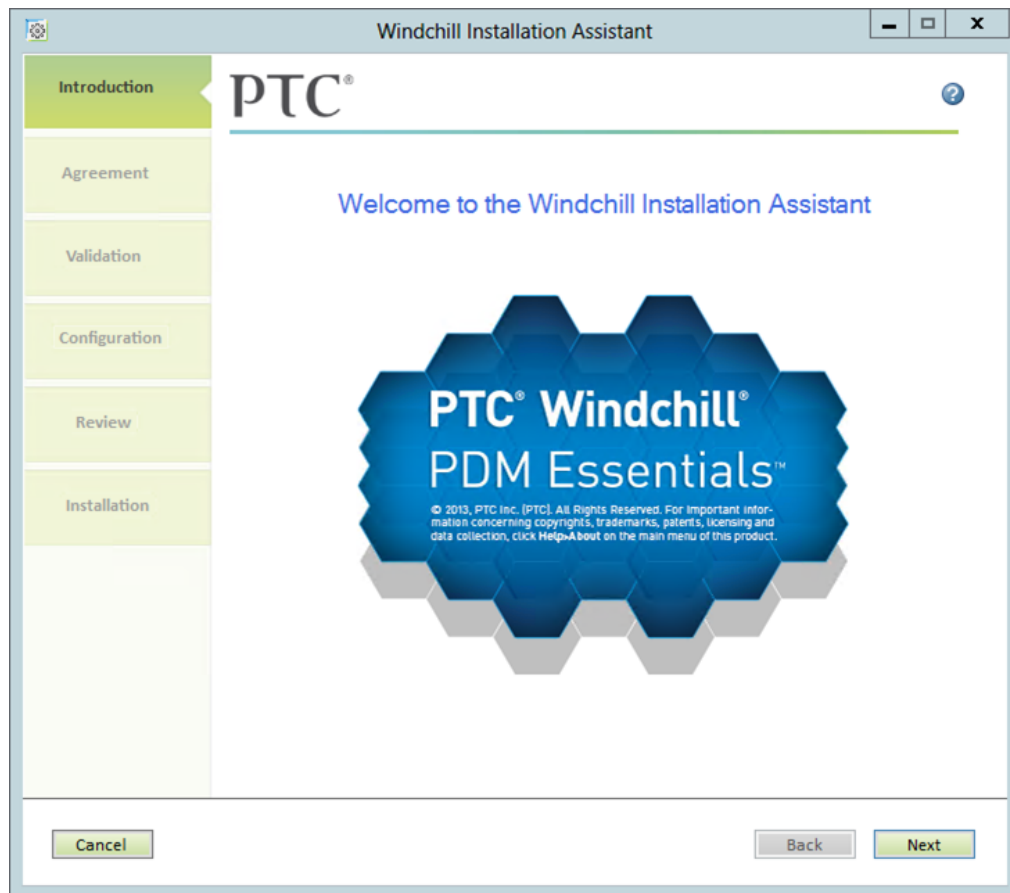 Windchill Installation Assistant
Introduction
PTC®
?
Agreement
Welcome to the Windchill Installation Assistant
Validation
Configuration
Review
Installation
PTC® Windchill®
PDM Essentials™
© 2013, PTC Inc. (PTC). All Rights Reserved. For Important infor-
mation concerning copyrights, trademarks, patents, licensing and
data collection, click Help>About on the main menu of this product.
Cancel
Back
Next